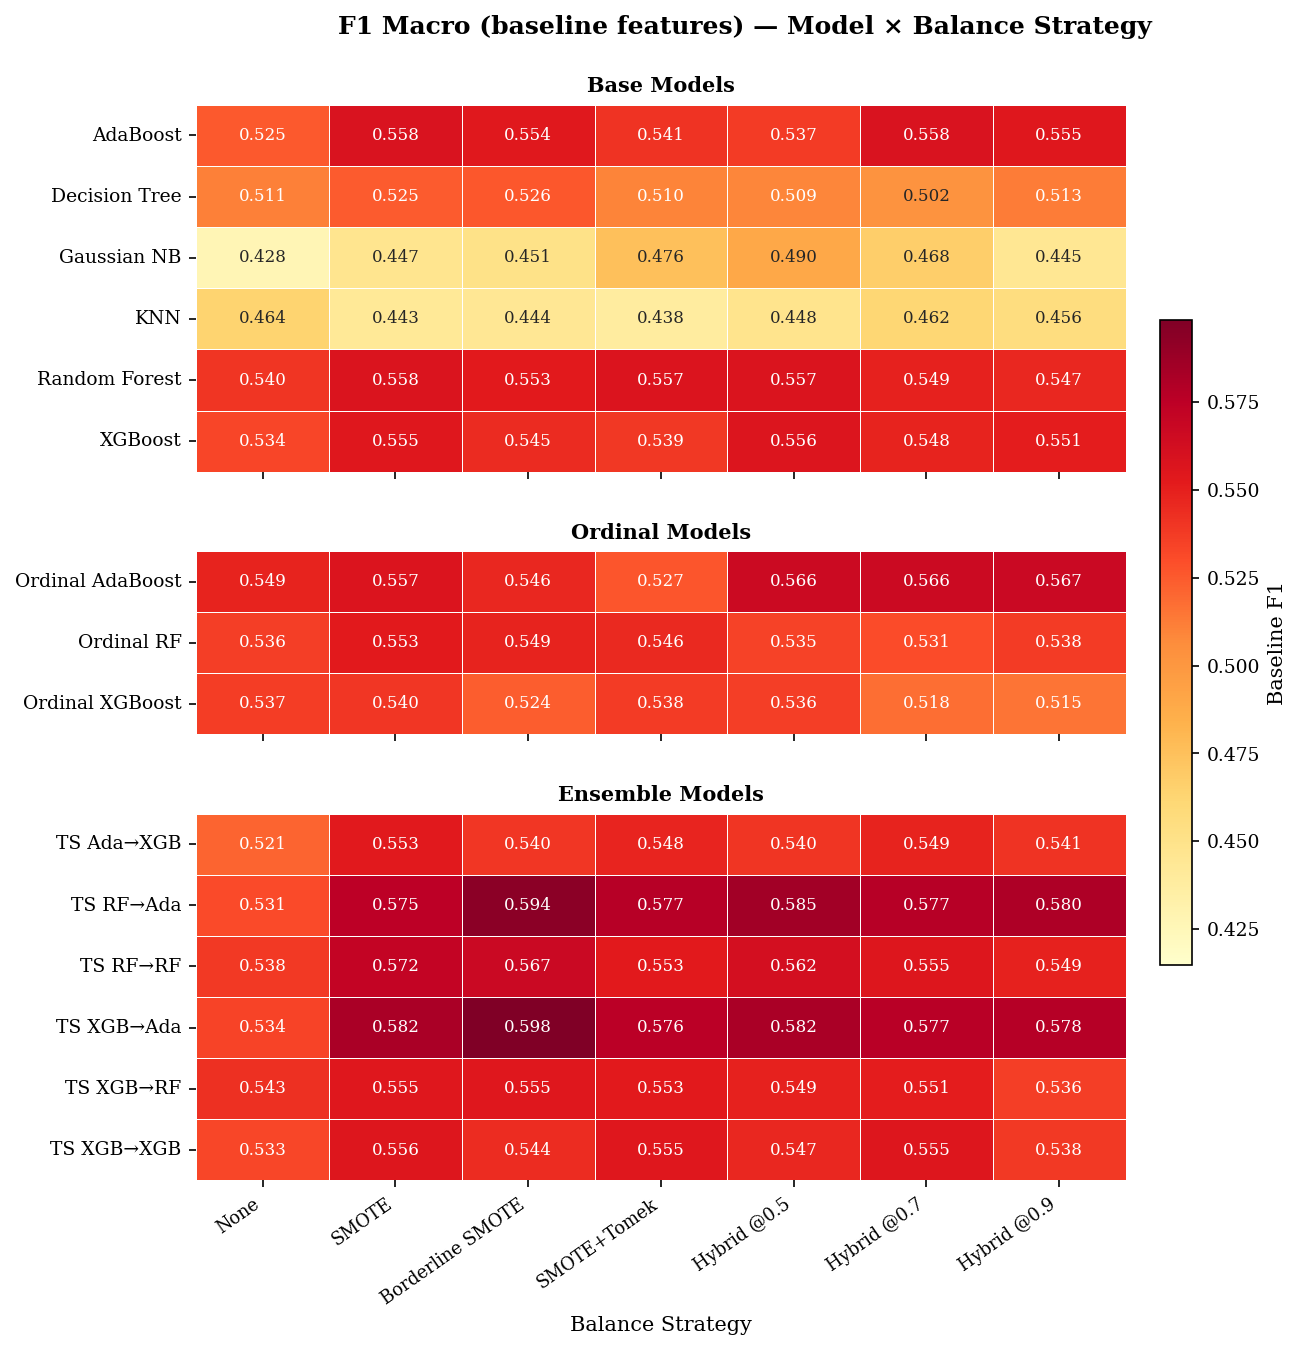 F1 Macro (baseline features) — Model × Balance Strategy
Base Models
AdaBoost 0.525 0.558 0.554 0.541 0.537 0.558 0.555
Decision Tree 0.511 0.525 0.526 0.510 0.509 0.502 0.513
Gaussian NB 0.428 0.447 0.451 0.476 0.490 0.468 0.445
KNN 0.464 0.443 0.444 0.438 0.448 0.462 0.456
Random Forest 0.540 0.558 0.553 0.557 0.557 0.549 0.547
XGBoost 0.534 0.555 0.545 0.539 0.556 0.548 0.551
Ordinal Models
Ordinal AdaBoost 0.549 0.557 0.546 0.527 0.566 0.566 0.567
Ordinal RF 0.536 0.553 0.549 0.546 0.535 0.531 0.538
Ordinal XGBoost 0.537 0.540 0.524 0.538 0.536 0.518 0.515
Ensemble Models
TS Ada→XGB 0.521 0.553 0.540 0.548 0.540 0.549 0.541
TS RF→Ada 0.531 0.575 0.594 0.577 0.585 0.577 0.580
TS RF→RF 0.538 0.572 0.567 0.553 0.562 0.555 0.549
TS XGB→Ada 0.534 0.582 0.598 0.576 0.582 0.577 0.578
TS XGB→RF 0.543 0.555 0.555 0.553 0.549 0.551 0.536
TS XGB→XGB 0.533 0.556 0.544 0.555 0.547 0.555 0.538
None
SMOTE
Borderline SMOTE
SMOTE+Tomek
Hybrid @0.5
Hybrid @0.7
Hybrid @0.9
Balance Strategy
0.575
0.550
0.525
0.500
0.475
0.450
0.425
Baseline F1